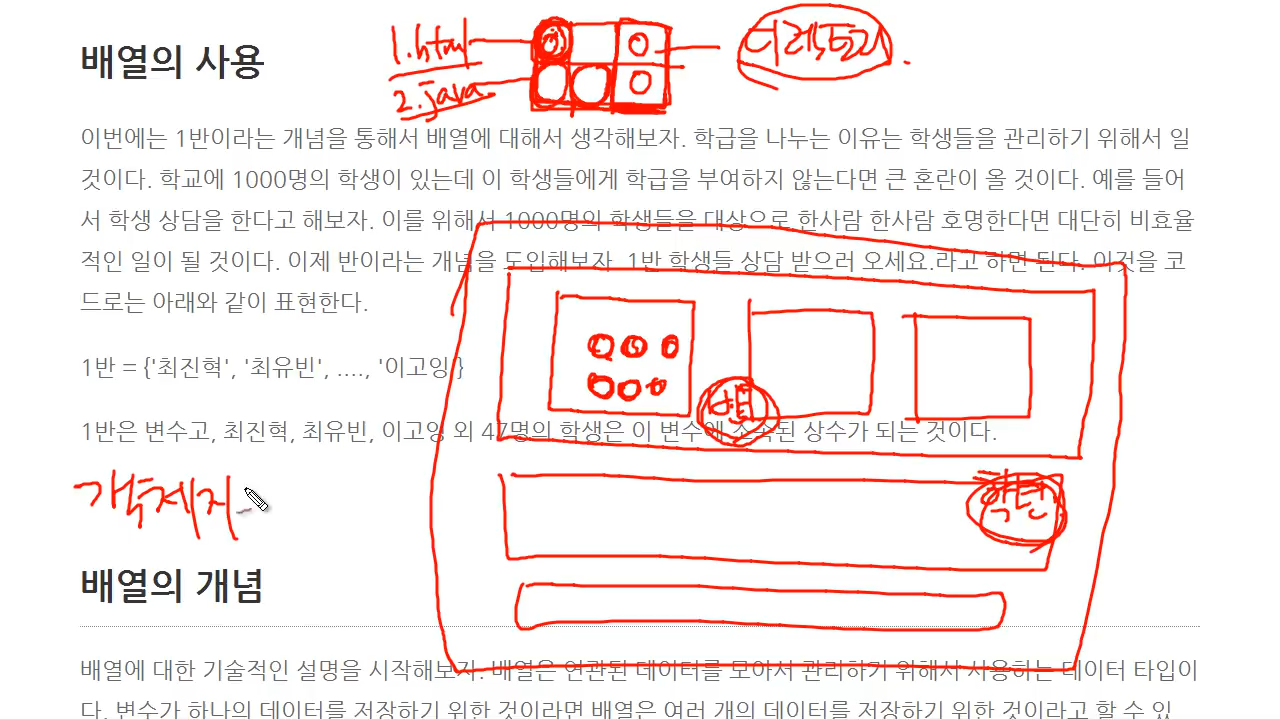 1.html
2.java
디렉토리
배열의 사용
이번에는 1반이라는 개념을 통해서 배열에 대해서 생각해보자. 학급을 나누는 이유는 학생들을 관리하기 위해서 일
것이다. 학교에 1000명의 학생이 있는데 이 학생들에게 학급을 부여하지 않는다면 큰 혼란이 올 것이다. 예를 들어
서 학생 상담을 한다고 해보자. 이를 위해서 1000명의 학생들을 대상으로 한사람 한사람 호명한다면 대단히 비효율
적인 일이 될 것이다. 이제 반이라는 개념을 도입해보자. 1반 학생들 상담 받으러 오세요.라고 하면 된다. 이것을 코
드로는 아래와 같이 표현한다.
1반 = {'최진혁', '최유빈', ...., '이고잉'}
1반은 변수고, 최진혁, 최유빈, 이고잉 외 47명의 학생은 이 변수에 소속된 상수가 되는 것이다.
학년
객체지
배열의 개념
배열에 대한 기술적인 설명을 시작해보자. 배열은 연관된 데이터를 모아서 관리하기 위해서 사용하는 데이터 타입이
다. 변수가 하나의 데이터를 저장하기 위한 것이라면 배열은 여러 개의 데이터를 저장하기 위한 것이라고 할 수 있